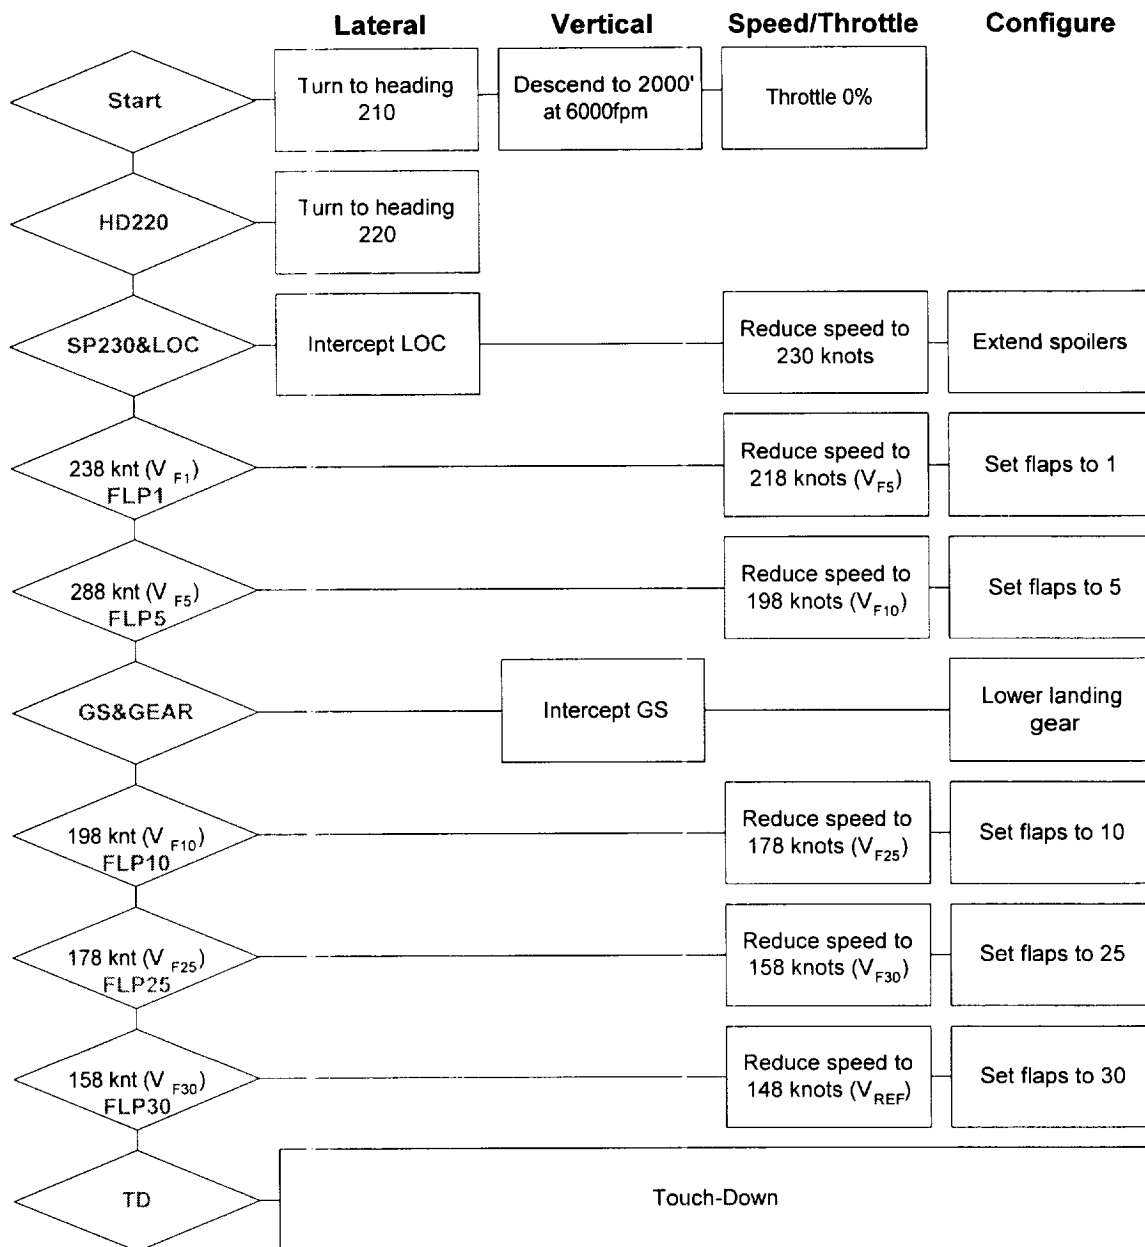 Lateral Vertical Speed/Throttle Configure
Start
Turn to heading
210
Descend to 2000'
at 6000fpm
Throttle 0%
HD220
Turn to heading
220
SP230&LOC
Intercept LOC
Reduce speed to
230 knots
Extend spoilers
238 knt (V F1)
FLP1
Reduce speed to
218 knots (VF5)
Set flaps to 1
288 knt (V F5)
FLP5
Reduce speed to
198 knots (VF10)
Set flaps to 5
GS&GEAR
Intercept GS
Lower landing
gear
198 knt (V F10)
FLP10
Reduce speed to
178 knots (VF25)
Set flaps to 10
178 knt (V F25)
FLP25
Reduce speed to
158 knots (VF30)
Set flaps to 25
158 knt (V F30)
FLP30
Reduce speed to
148 knots (VREF)
Set flaps to 30
TD
Touch-Down